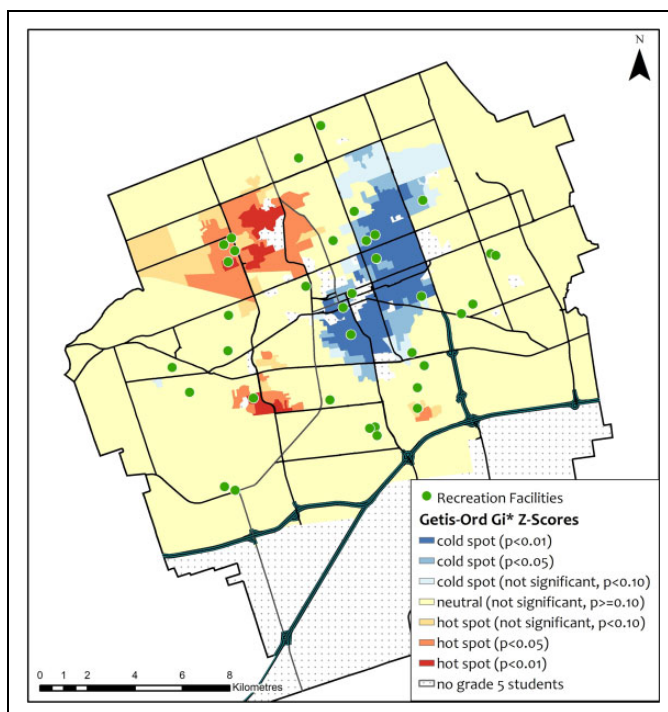 N
Recreation Facilities
Getis-Ord Gi* Z-Scores
cold spot (p<0.01)
cold spot (p<0.05)
cold spot (not significant, p<0.10)
neutral (not significant, p>=0.10)
hot spot (not significant, p<0.10)
hot spot (p<0.05)
hot spot (p<0.01)
no grade 5 students
0 1 2 4 6 8
Kilometres